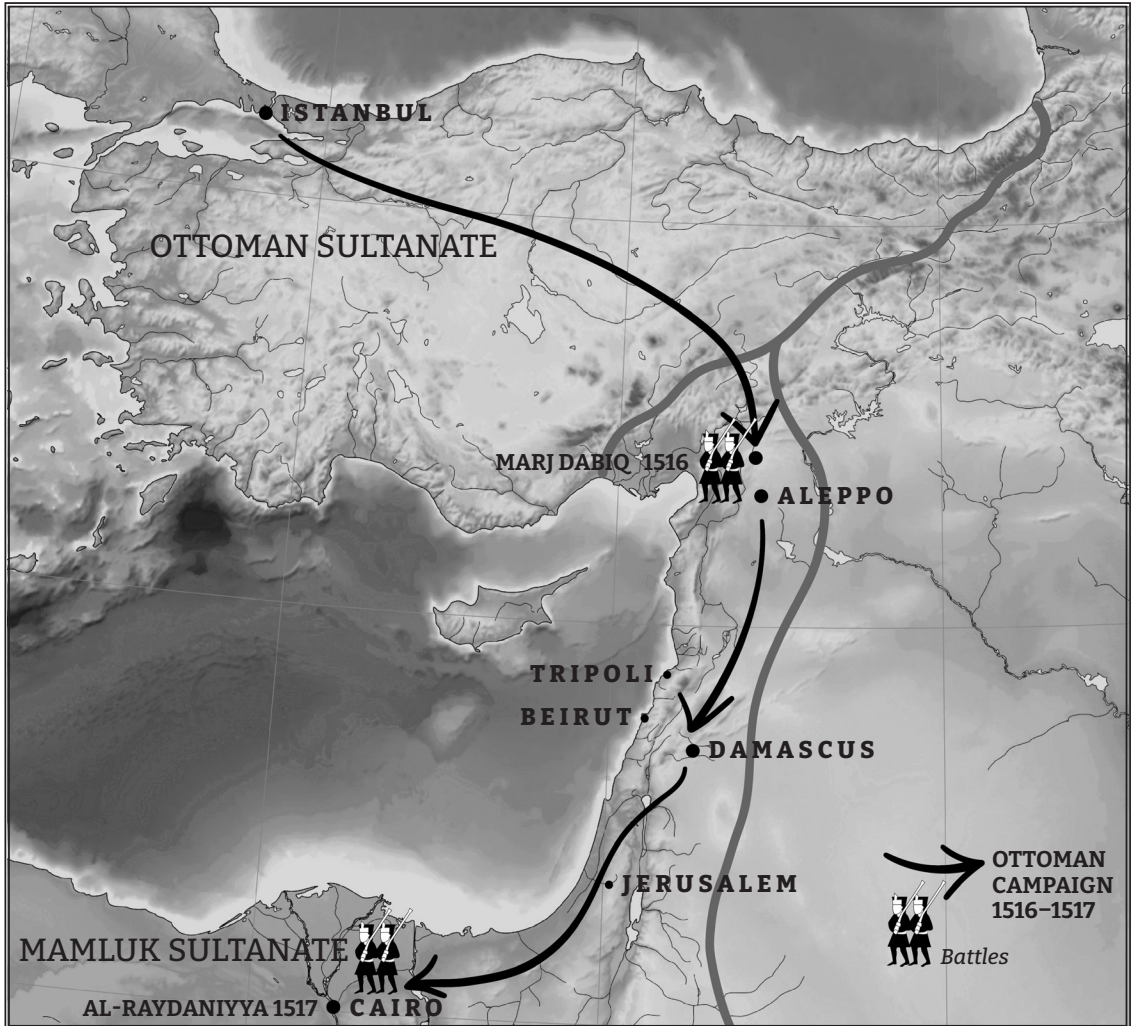 ISTANBUL
OTTOMAN SULTANATE
MARJ DABIQ 1516
ALEPPO
TRIPOLI
BEIRUT
DAMASCUS
JERUSALEM
OTTOMAN
CAMPAIGN
1516–1517
Battles
MAMLUK SULTANATE
AL-RAYDANIYYA 1517
CAIRO